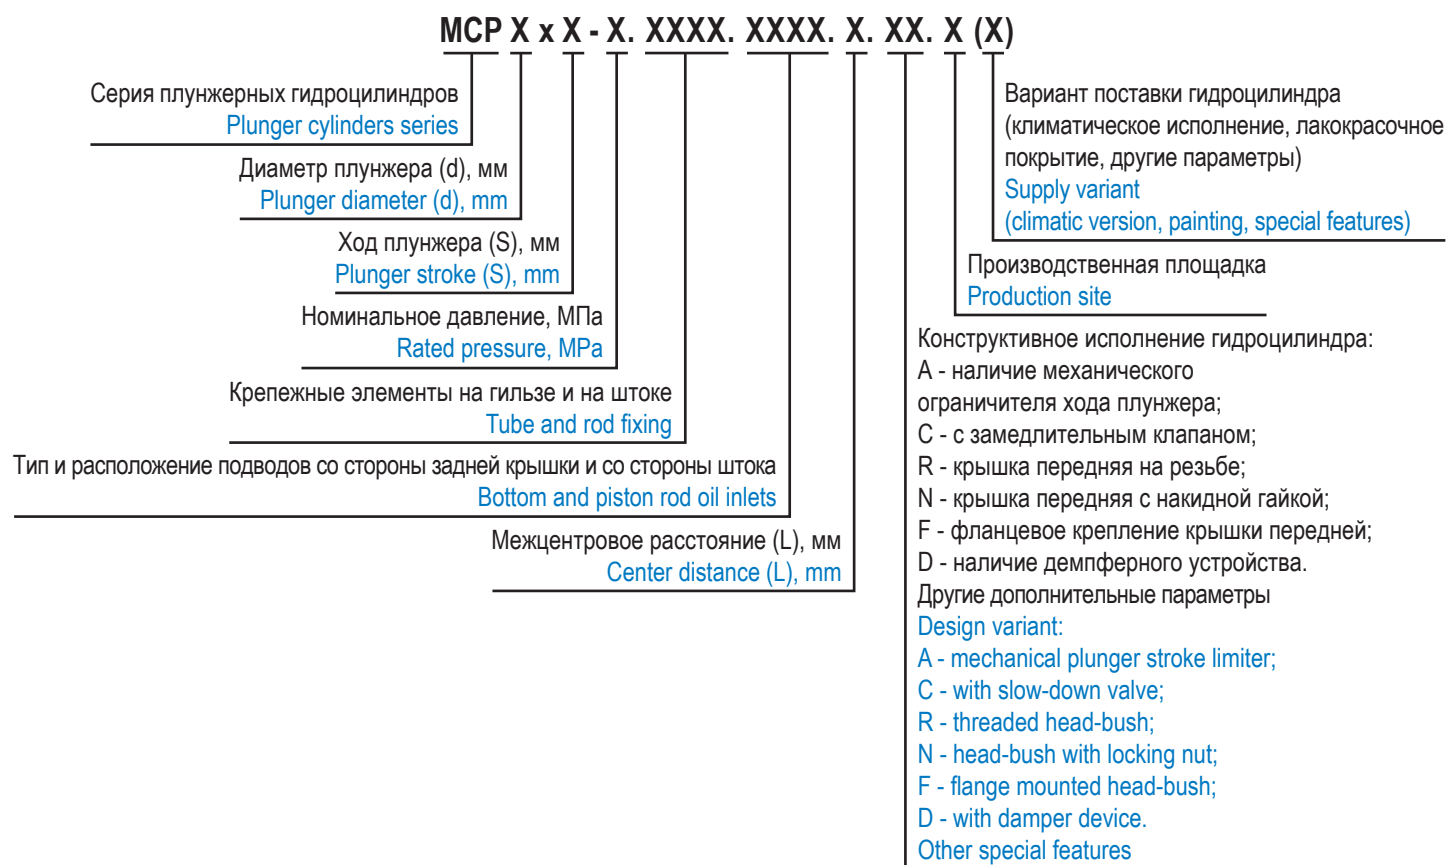 MCP X x X - X. XXXX. XXXX. X. XX. X (X)
Серия плунжерных гидроцилиндров
Plunger cylinders series
Диаметр плунжера (d), мм
Plunger diameter (d), mm
Ход плунжера (S), мм
Plunger stroke (S), mm
Номинальное давление, МПа
Rated pressure, MPa
Крепежные элементы на гильзе и на штоке
Tube and rod fixing
Тип и расположение подводов со стороны задней крышки и со стороны штока
Bottom and piston rod oil inlets
Межцентровое расстояние (L), мм
Center distance (L), mm
Вариант поставки гидроцилиндра
(климатическое исполнение, лакокрасочное
покрытие, другие параметры)
Supply variant
(climatic version, painting, special features)
Производственная площадка
Production site
Конструктивное исполнение гидроцилиндра:
A - наличие механического
ограничителя хода плунжера;
C - с замедлительным клапаном;
R - крышка передняя на резьбе;
N - крышка передняя с накидной гайкой;
F - фланцевое крепление крышки передней;
D - наличие демпферного устройства.
Другие дополнительные параметры
Design variant:
A - mechanical plunger stroke limiter;
C - with slow-down valve;
R - threaded head-bush;
N - head-bush with locking nut;
F - flange mounted head-bush;
D - with damper device.
Other special features